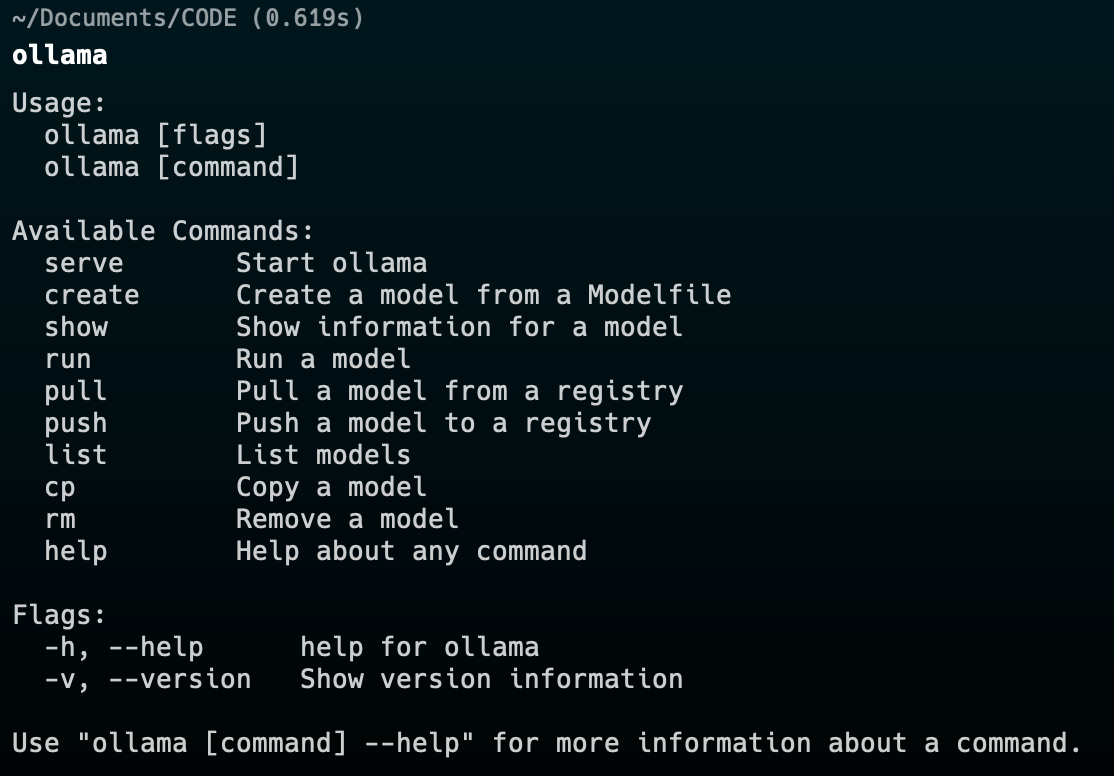 ~/Documents/CODE (0.619s)
ollama
Usage:
  ollama [flags]
  ollama [command]

Available Commands:
  serve       Start ollama
  create      Create a model from a Modelfile
  show        Show information for a model
  run         Run a model
  pull        Pull a model from a registry
  push        Push a model to a registry
  list        List models
  cp          Copy a model
  rm          Remove a model
  help        Help about any command

Flags:
  -h, --help      help for ollama
  -v, --version   Show version information

Use "ollama [command] --help" for more information about a command.